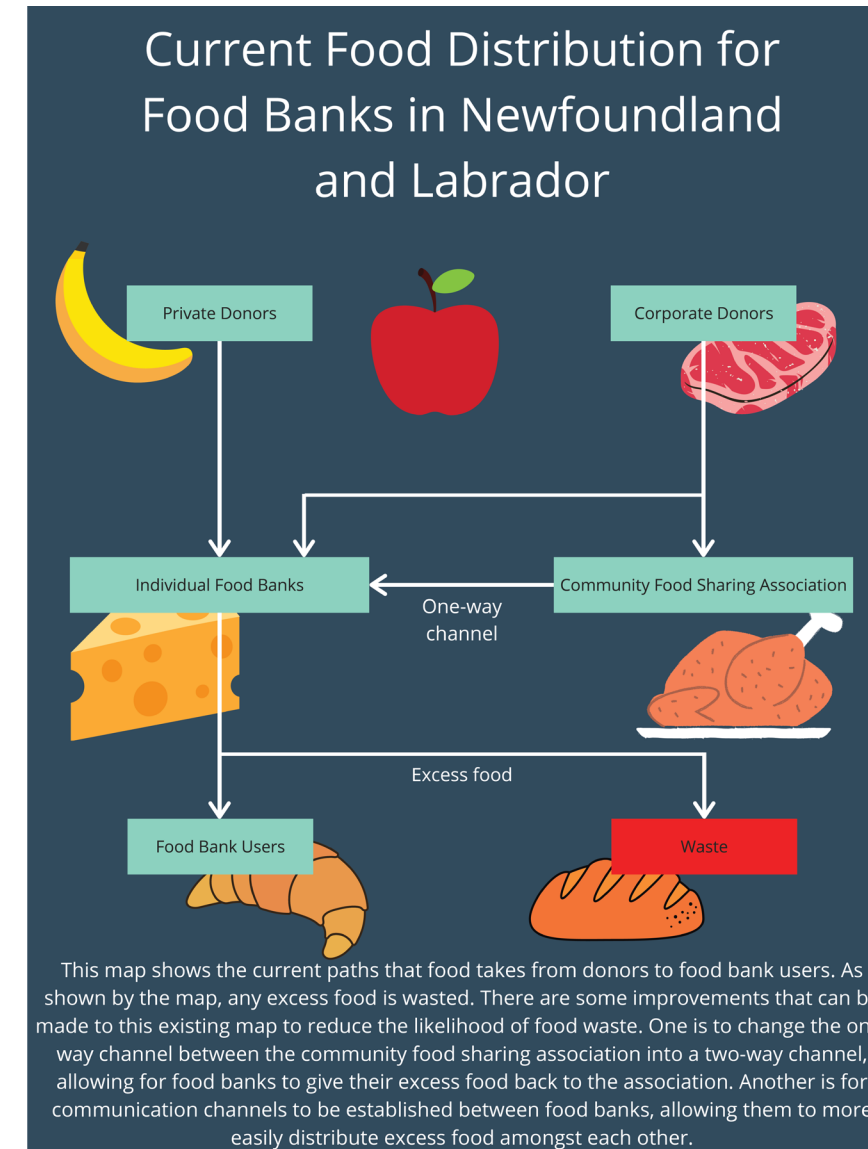 Current Food Distribution for
Food Banks in Newfoundland
and Labrador
Private Donors
Corporate Donors
Individual Food Banks
Community Food Sharing Association
One-way
channel
Excess food
Food Bank Users
Waste
This map shows the current paths that food takes from donors to food bank users. As
shown by the map, any excess food is wasted. There are some improvements that can b
made to this existing map to reduce the likelihood of food waste. One is to change the on
way channel between the community food sharing association into a two-way channel,
allowing for food banks to give their excess food back to the association. Another is for
communication channels to be established between food banks, allowing them to more
easily distribute excess food amongst each other.